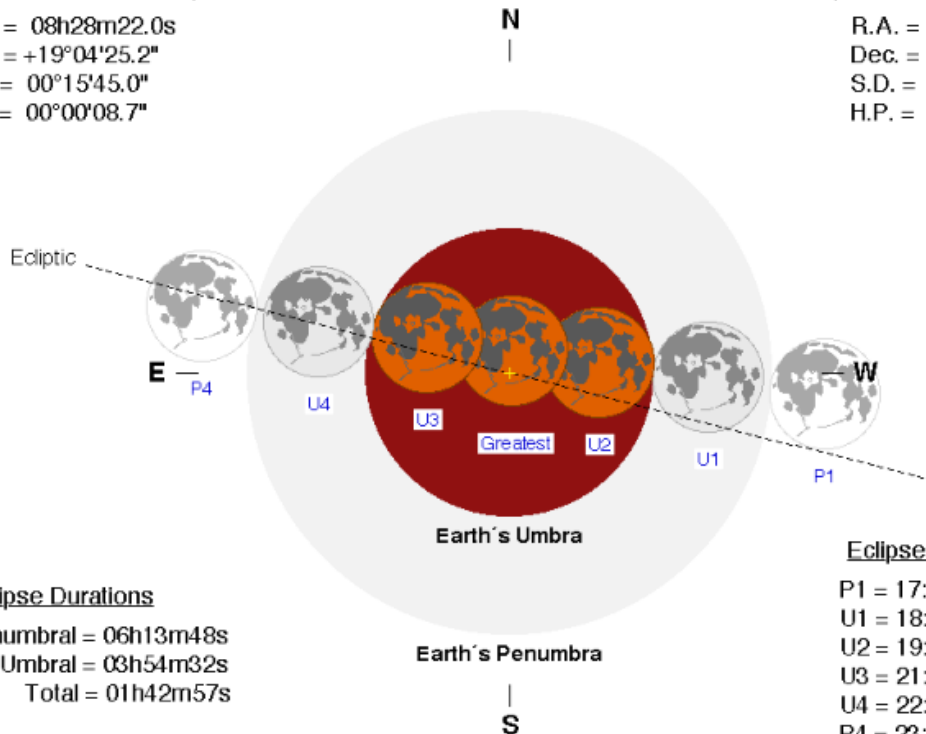 = 08h28m22.0s
= +19°04'25.2"
= 00°15'45.0"
= 00°00'08.7"
N
R.A. =
Dec. =
S.D. =
H.P. =
Ecliptic
E
P4
U4
U3
Greatest
U2
U1
W
P1
Earth´s Umbra
Earth´s Penumbra
S
ipse Durations
numbral = 06h13m48s
Umbral = 03h54m32s
Total = 01h42m57s
Eclipse
P1 = 17:
U1 = 18:
U2 = 19:
U3 = 21:
U4 = 22:
P4 = 23: